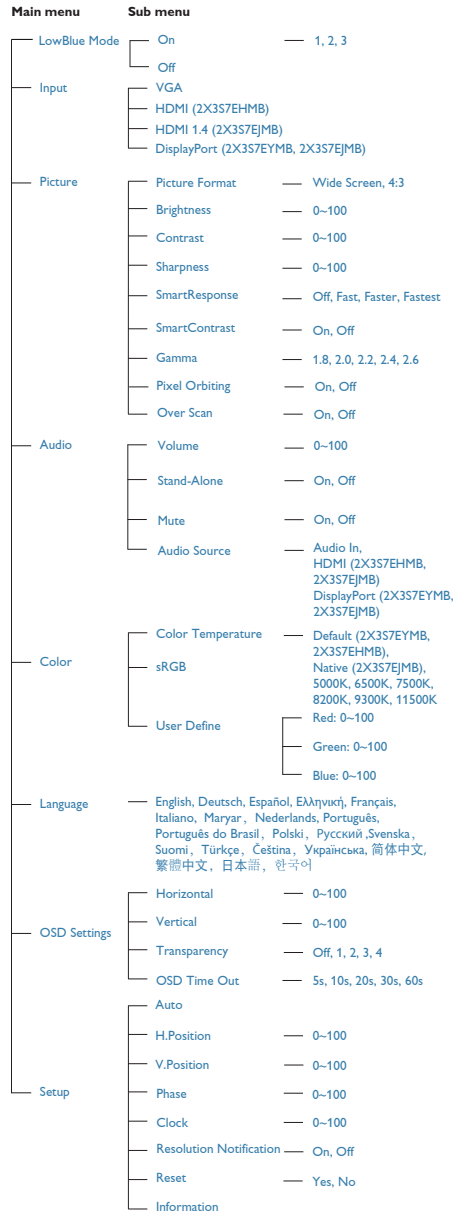 Main menu Sub menu
LowBlue Mode On 1, 2, 3
Off
Input VGA
HDMI (2X3S7EHMB)
HDMI 1.4 (2X3S7EJMB)
DisplayPort (2X3S7EYMB, 2X3S7EJMB)
Picture Picture Format Wide Screen, 4:3
Brightness 0~100
Contrast 0~100
Sharpness 0~100
SmartResponse Off, Fast, Faster, Fastest
SmartContrast On, Off
Gamma 1.8, 2.0, 2.2, 2.4, 2.6
Pixel Orbiting On, Off
Over Scan On, Off
Audio Volume 0~100
Stand-Alone On, Off
Mute On, Off
Audio Source Audio In,
HDMI (2X3S7EHMB,
2X3S7EJMB)
DisplayPort (2X3S7EYMB,
2X3S7EJMB)
Color Temperature Default (2X3S7EYMB,
2X3S7EHMB),
Color sRGB Native (2X3S7EJMB),
5000K, 6500K, 7500K,
8200K, 9300K, 11500K
User Define Red: 0~100
Green: 0~100
Blue: 0~100
Language English, Deutsch, Español, Ελληνική, Français,
Italiano, Maryar, Nederlands, Português,
Português do Brasil, Polski, Русский ,Svenska,
Suomi, Türkçe, Čeština, Українська, 简体中文,
繁體中文, 日本語, 한국어
Horizontal 0~100
OSD Settings Vertical 0~100
Transparency Off, 1, 2, 3, 4
OSD Time Out 5s, 10s, 20s, 30s, 60s
Auto
H.Position 0~100
V.Position 0~100
Setup Phase 0~100
Clock 0~100
Resolution Notification On, Off
Reset Yes, No
Information